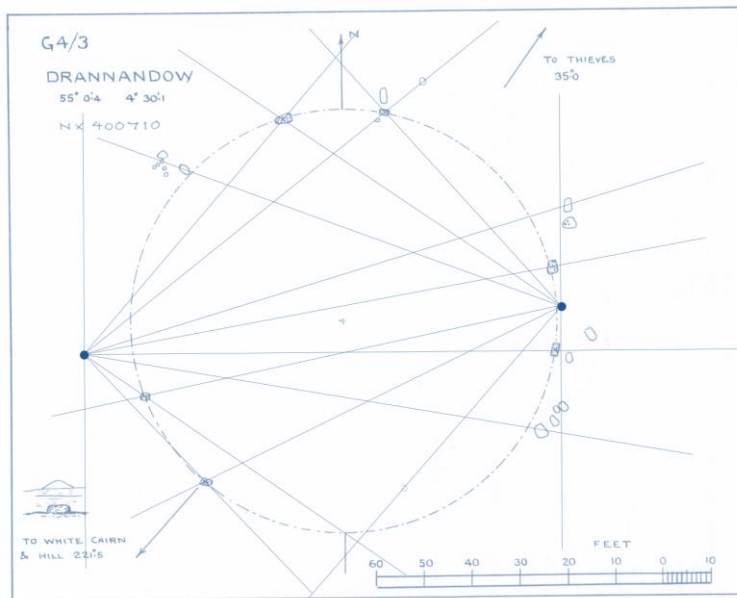 G4/3
DRANNANDOW
55° 0'.4 4° 30'.1
NX 400710
N
TO THIEVES
35°.0
TO WHITE CAIRN
& HILL 221°.5
FEET
60 50 40 30 20 10 0 10